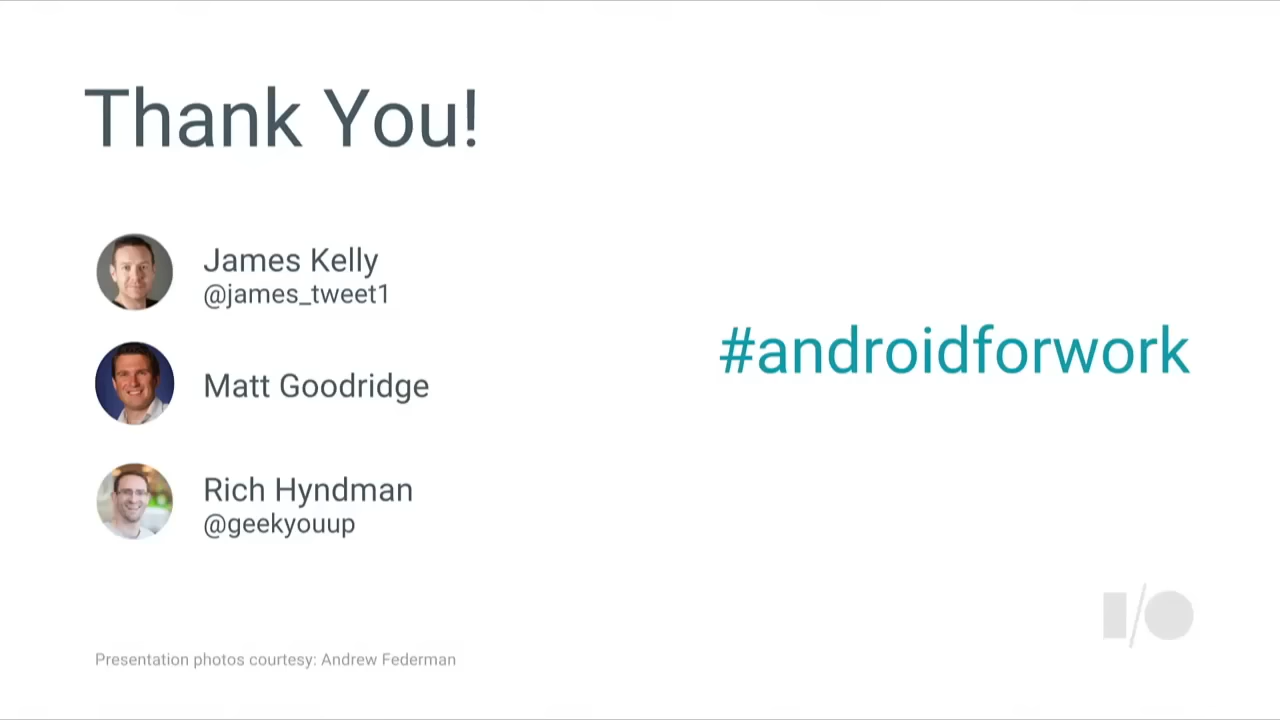 Thank You!
James Kelly
@james_tweet1
Matt Goodridge
Rich Hyndman
@geekyouup
#androidforwork
I/O
Presentation photos courtesy: Andrew Federman